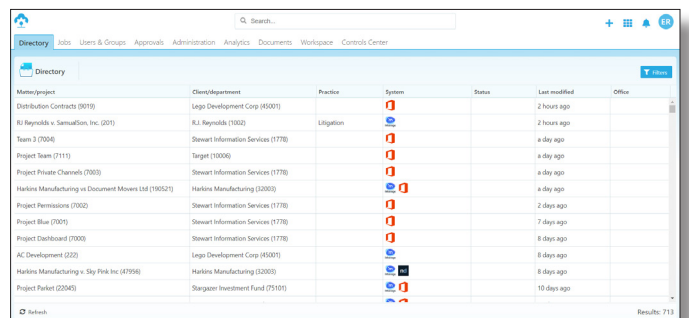 Search...
ER
Directory Jobs Users & Groups Approvals Administration Analytics Documents Workspace Controls Center
Directory
Filters
Matter/project Client/department Practice System Status Last modified Office
Distribution Contracts (9019) Lego Development Corp (45001) 2 hours ago
RJ Reynolds v. SamualSon, Inc. (201) R.J. Reynolds (1002) Litigation 2 hours ago
Team 3 (7004) Stewart Information Services (1778) a day ago
Project Team (7111) Target (10006) a day ago
Project Private Channels (7003) Stewart Information Services (1778) a day ago
Harkins Manufacturing vs Document Movers Ltd (190521) Harkins Manufacturing (32003) a day ago
Project Permissions (7002) Stewart Information Services (1778) 2 days ago
Project Blue (7001) Stewart Information Services (1778) 7 days ago
Project Dashboard (7000) Stewart Information Services (1778) 8 days ago
AC Development (222) Lego Development Corp (45001) 8 days ago
Harkins Manufacturing v. Sky Pink Inc (47956) Harkins Manufacturing (32003) nd 8 days ago
Project Parket (22045) Stargazer Investment Fund (75101) 10 days ago
Refresh Results: 713